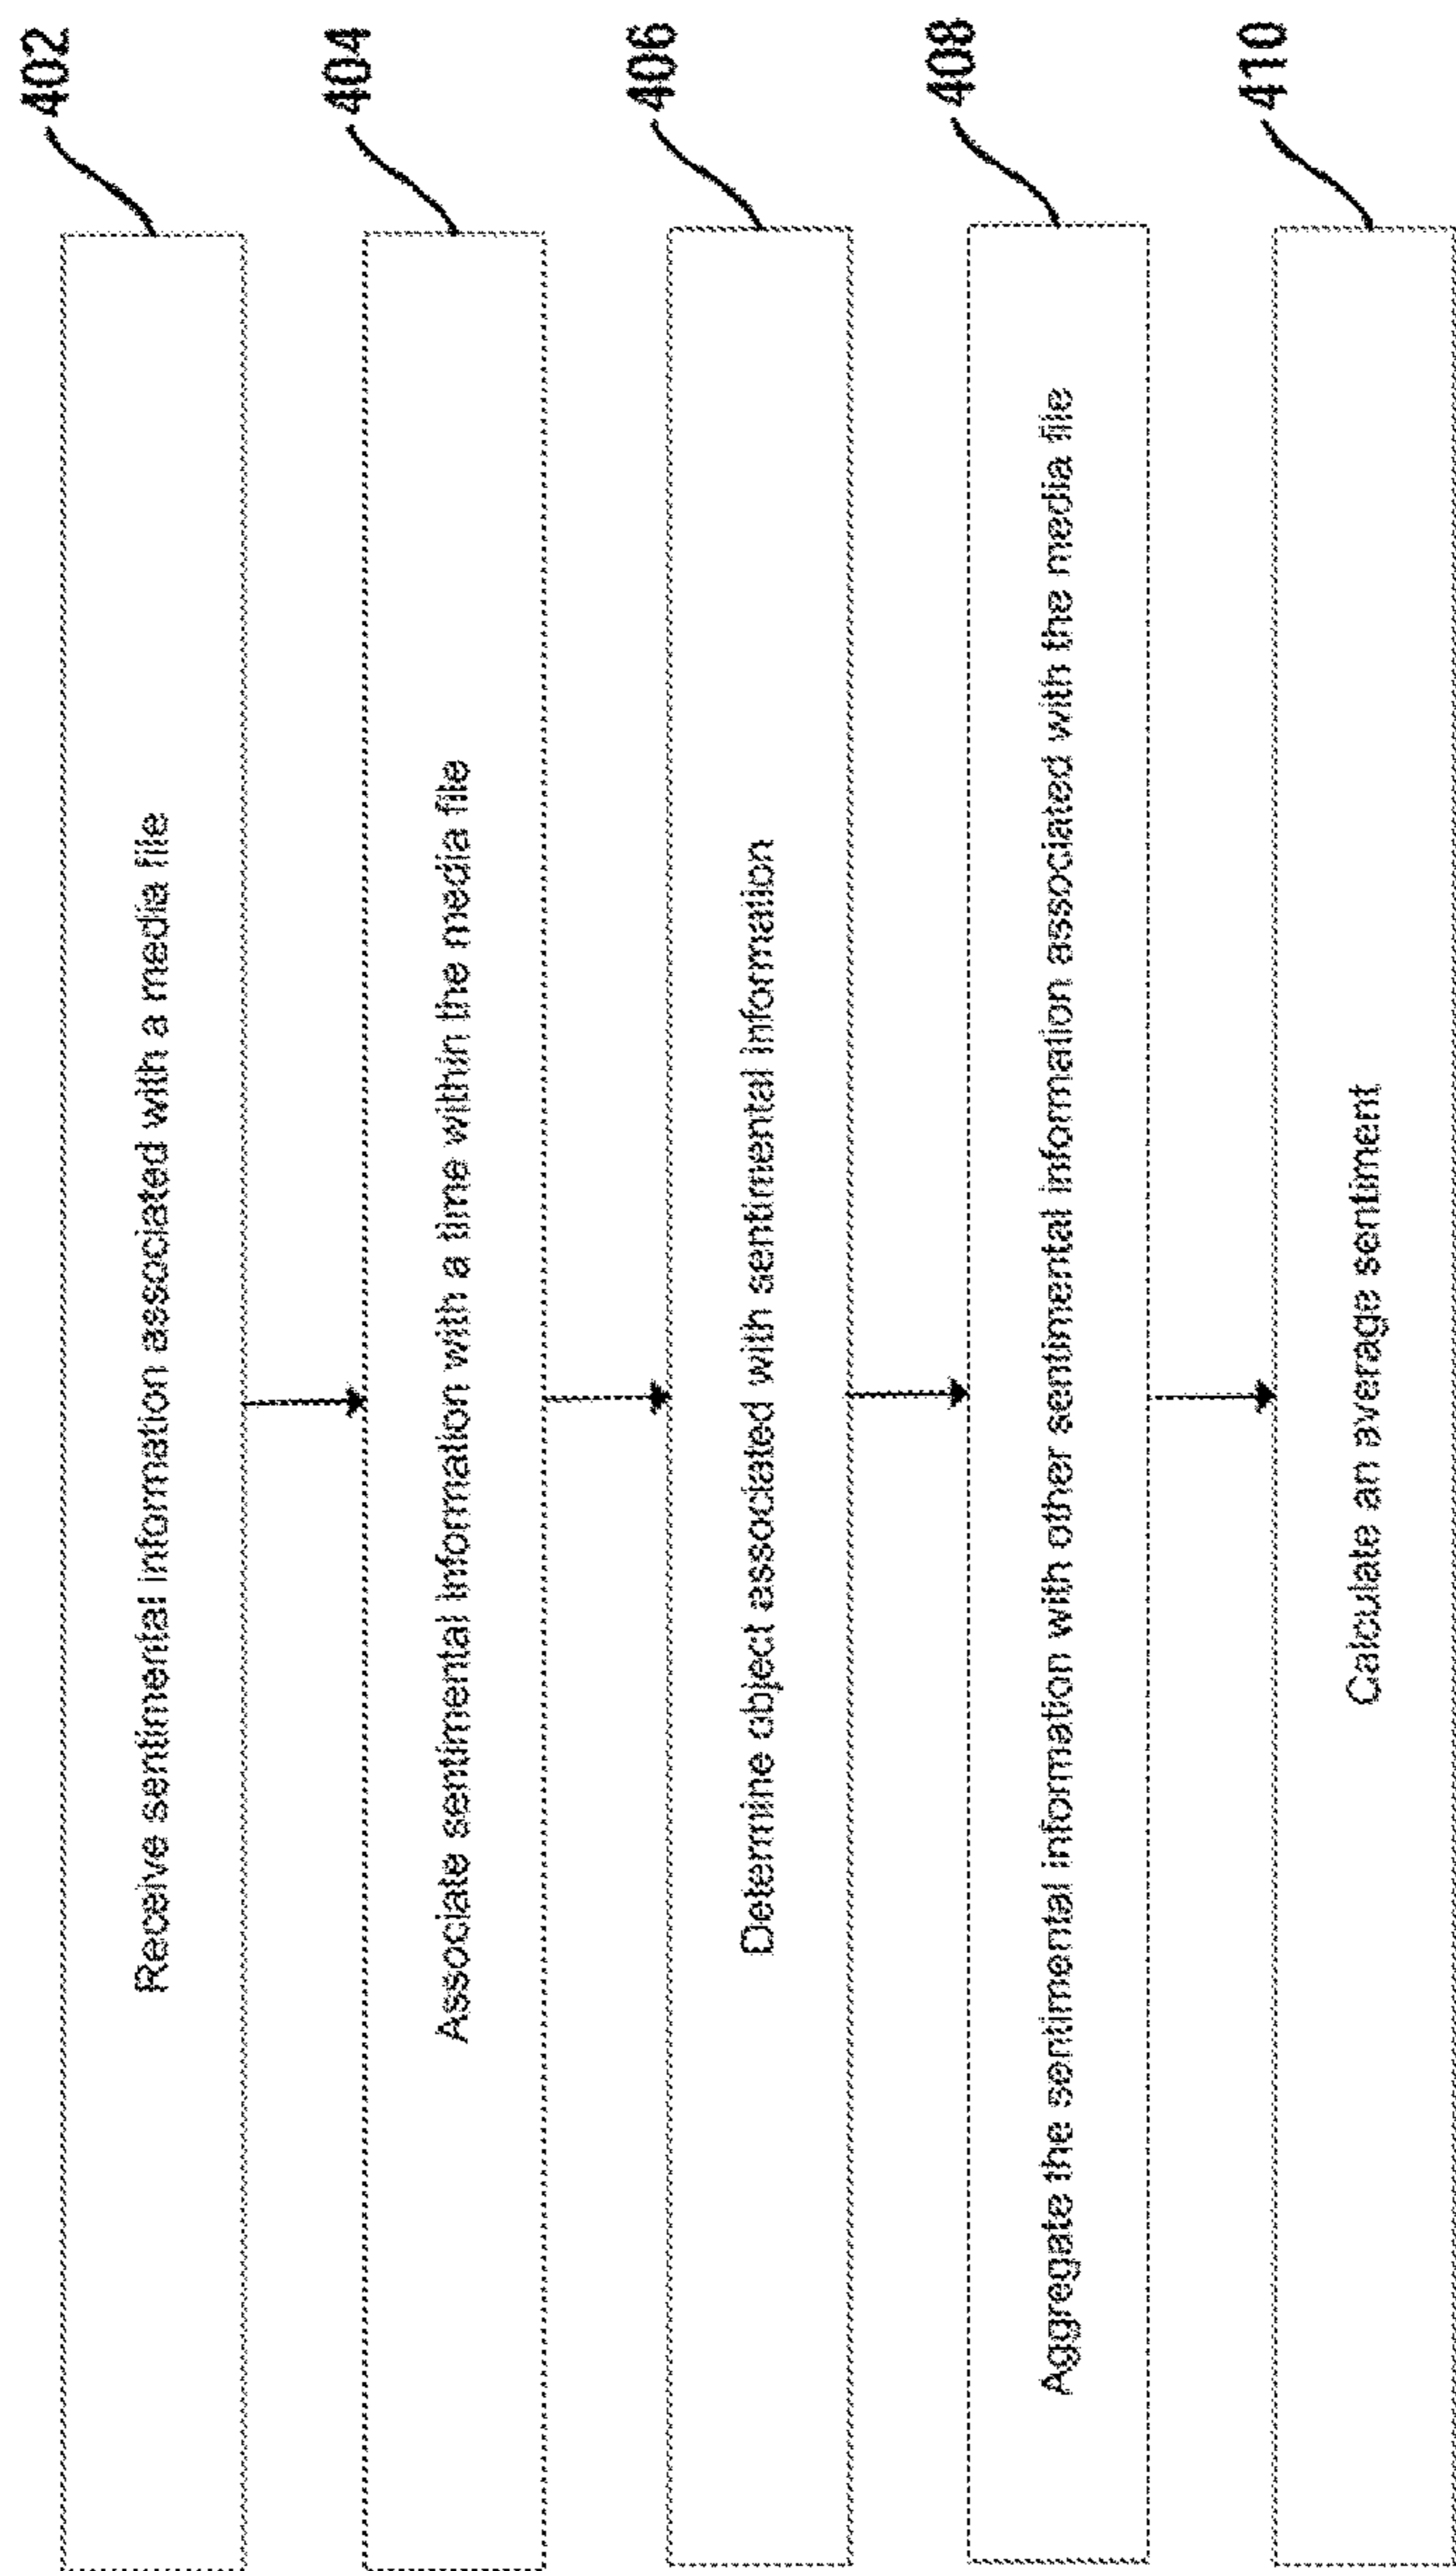 402
Receive sentimental information associated with a media file
404
Associate sentimental information with a time within the media file
406
Determine object associated with sentimental information
408
Aggregate the sentimental information with other sentimental information associated with the media file
410
Calculate an average sentiment